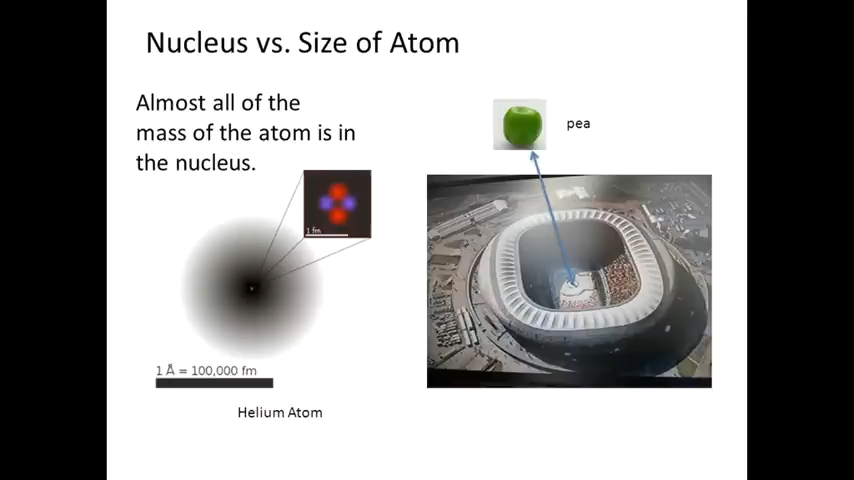 Nucleus vs. Size of Atom
Almost all of the
mass of the atom is in
the nucleus.
1 fm
1 Å = 100,000 fm
Helium Atom
pea